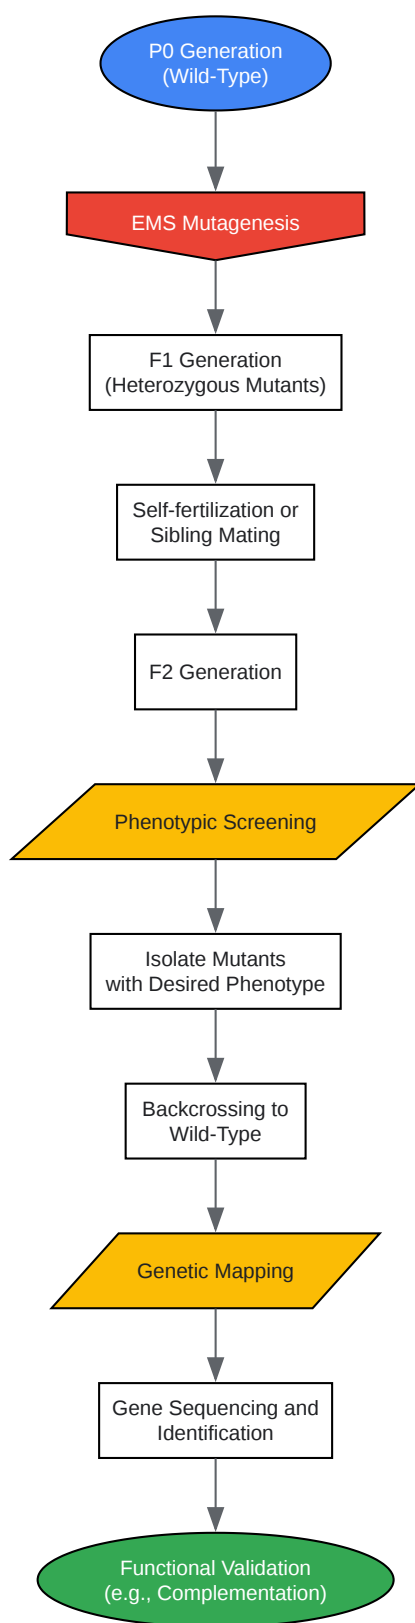 P0 Generation
(Wild-Type)
EMS Mutagenesis
F1 Generation
(Heterozygous Mutants)
Self-fertilization or
Sibling Mating
F2 Generation
Phenotypic Screening
Isolate Mutants
with Desired Phenotype
Backcrossing to
Wild-Type
Genetic Mapping
Gene Sequencing and
Identification
Functional Validation
(e.g., Complementation)